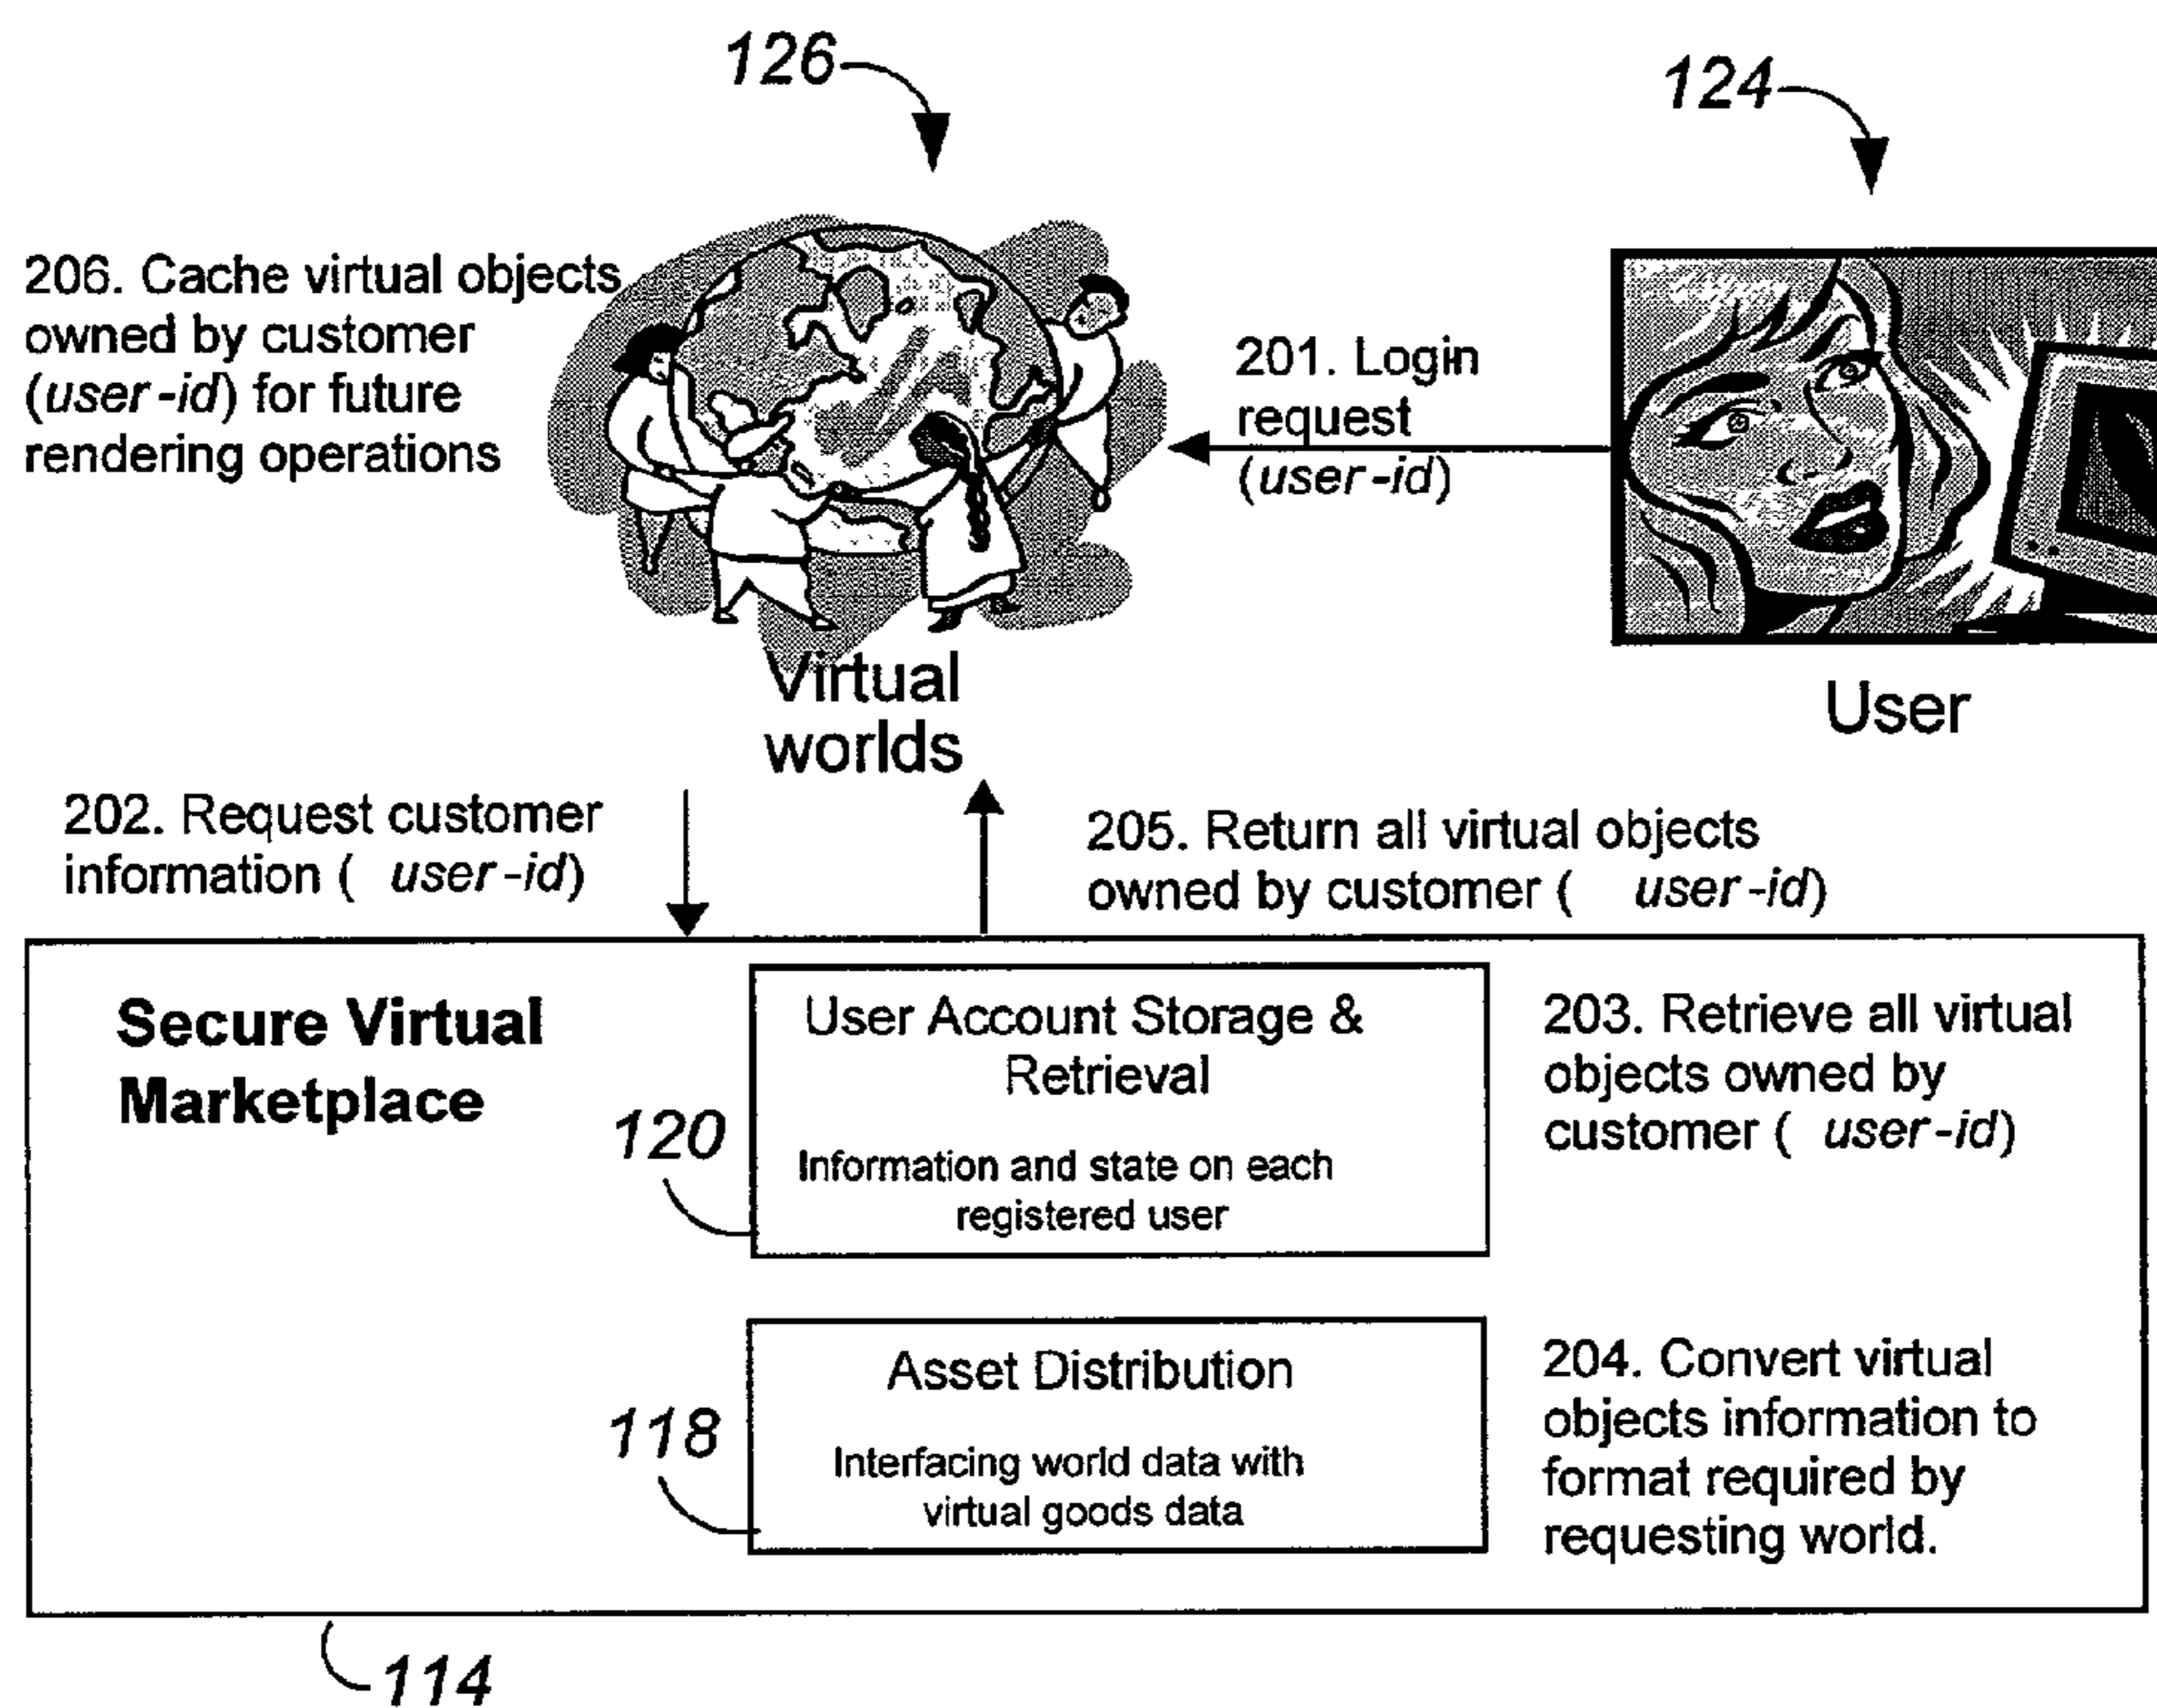 126
124
206. Cache virtual objects
owned by customer
(user-id) for future
rendering operations
201. Login
request
(user-id)
Virtual
worlds
User
202. Request customer
information ( user-id)
205. Return all virtual objects
owned by customer ( user-id)
Secure Virtual
Marketplace
User Account Storage &
Retrieval
120
Information and state on each
registered user
203. Retrieve all virtual
objects owned by
customer ( user-id)
Asset Distribution
118
Interfacing world data with
virtual goods data
204. Convert virtual
objects information to
format required by
requesting world.
114